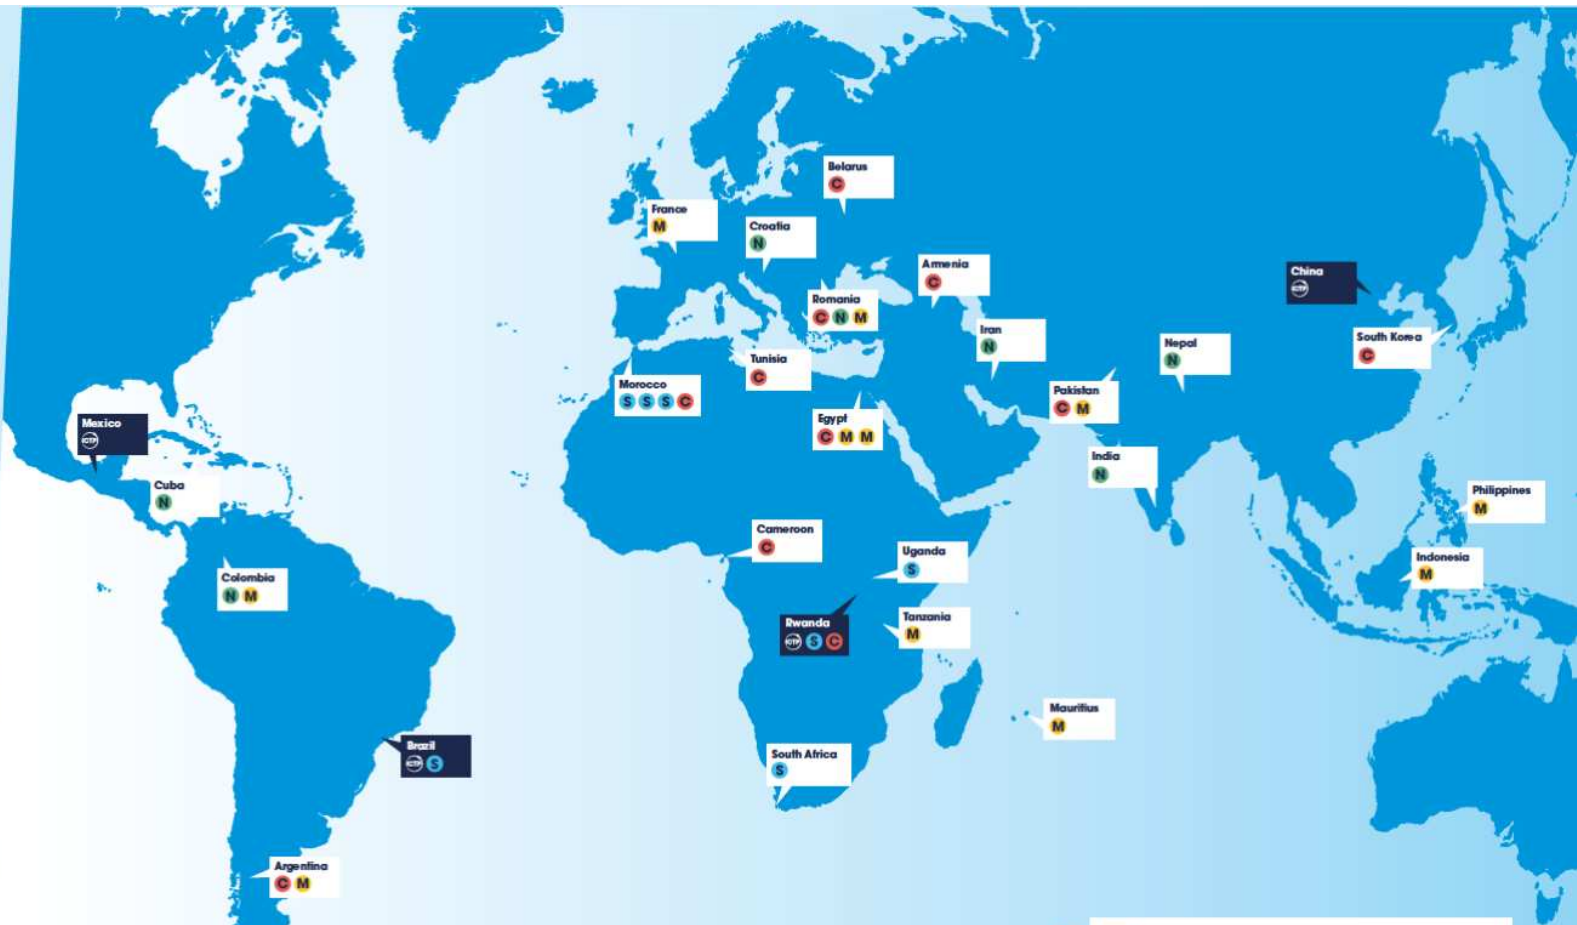 Belarus
C
France
M
Croatia
N
Armenia
C
China
ICTP
Romania
C N M
Iran
N
South Korea
C
Nepal
N
Tunisia
C
Morocco
S S S C
Pakistan
C M
Egypt
C M M
Mexico
ICTP
India
N
Cuba
N
Philippines
M
Cameroon
C
Uganda
S
Indonesia
M
Colombia
N M
Rwanda
ICTP S C
Tanzania
M
Mauritius
M
Brazil
ICTP S
South Africa
S
Argentina
C M